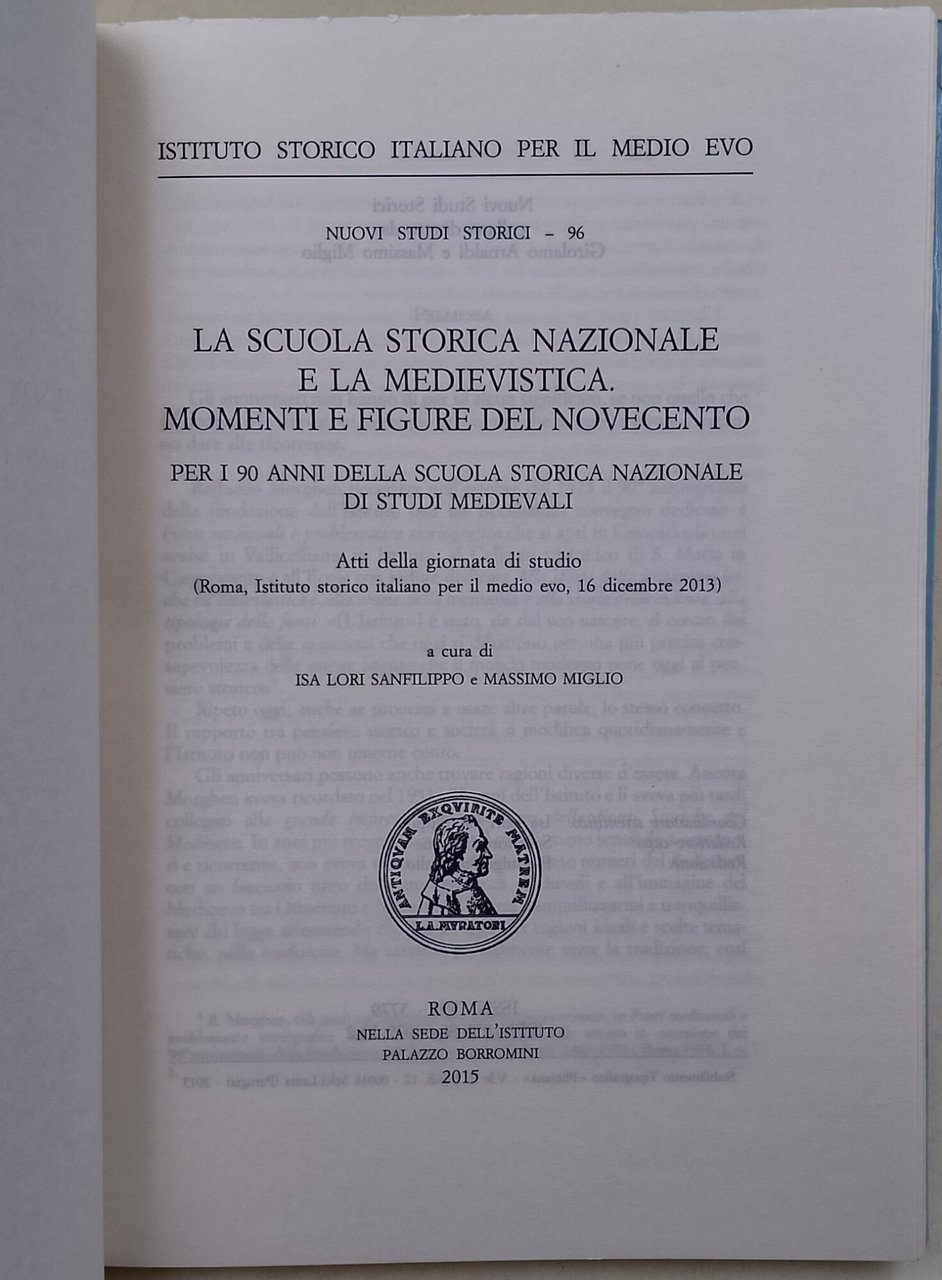 ISTITUTO STORICO ITALIANO PER IL MEDIO EVO
NUOVI STUDI STORICI – 96
LA SCUOLA STORICA NAZIONALE
E LA MEDIEVISTICA.
MOMENTI E FIGURE DEL NOVECENTO
PER I 90 ANNI DELLA SCUOLA STORICA NAZIONALE
DI STUDI MEDIEVALI
Atti della giornata di studio
(Roma, Istituto storico italiano per il medio evo, 16 dicembre 2013)
a cura di
ISA LORI SANFILIPPO e MASSIMO MIGLIO
ANTIQVAM EXQVIRITE MATREM
L.A.MVRATORI
ROMA
NELLA SEDE DELL'ISTITUTO
PALAZZO BORROMINI
2015